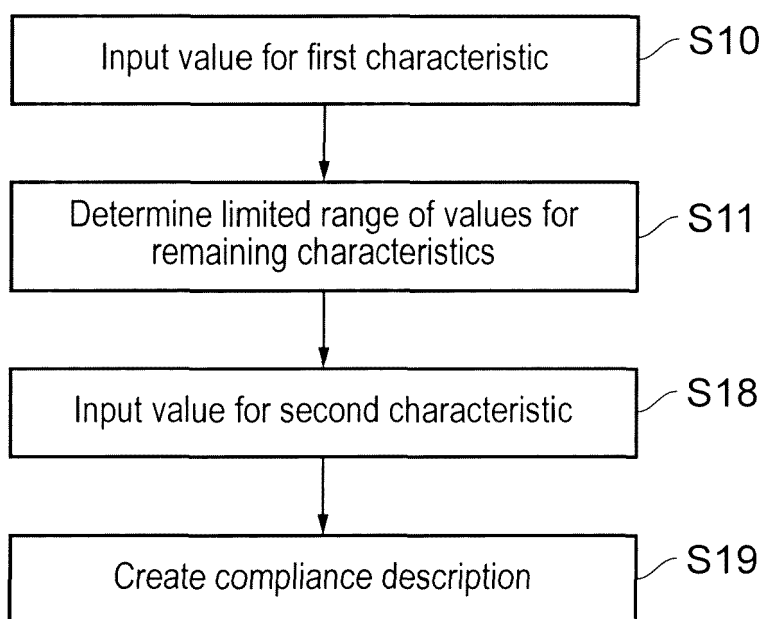 Input value for first characteristic
S10
Determine limited range of values for
remaining characteristics
S11
Input value for second characteristic
S18
Create compliance description
S19